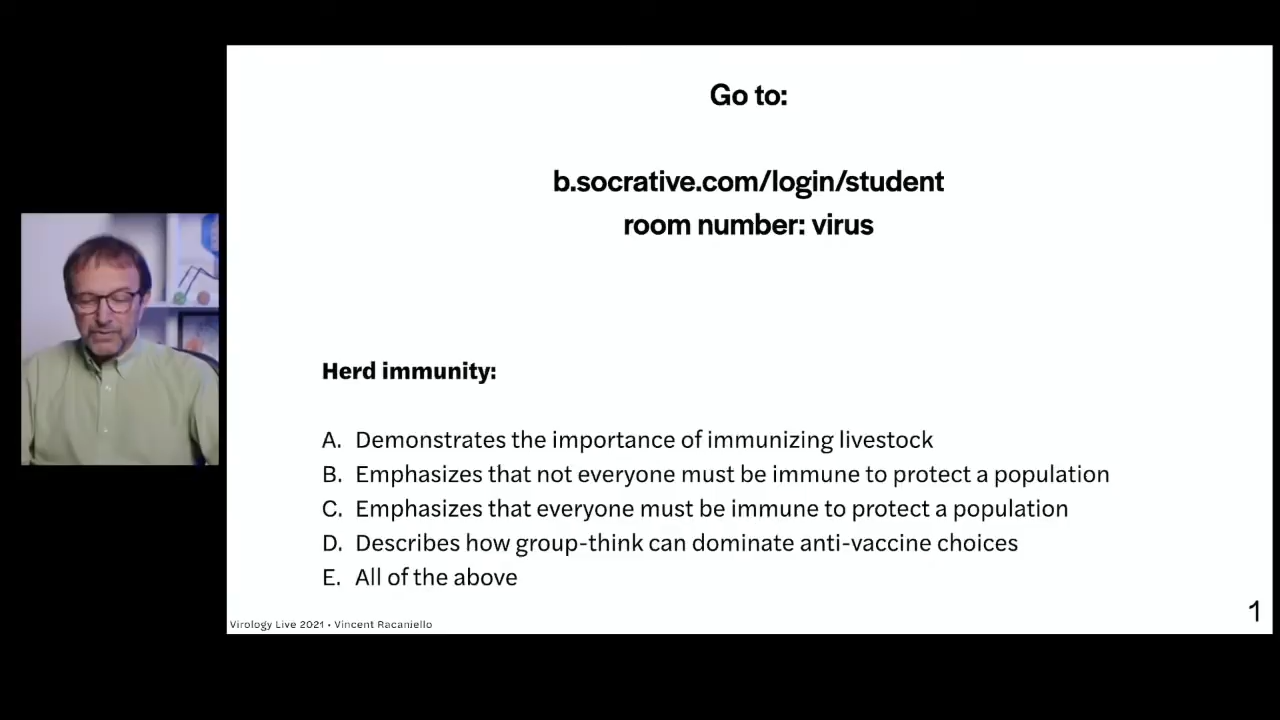 Go to:
b.socrative.com/login/student
room number: virus
Herd immunity:
A. Demonstrates the importance of immunizing livestock
B. Emphasizes that not everyone must be immune to protect a population
C. Emphasizes that everyone must be immune to protect a population
D. Describes how group-think can dominate anti-vaccine choices
E. All of the above
Virology Live 2021 • Vincent Racaniello
1